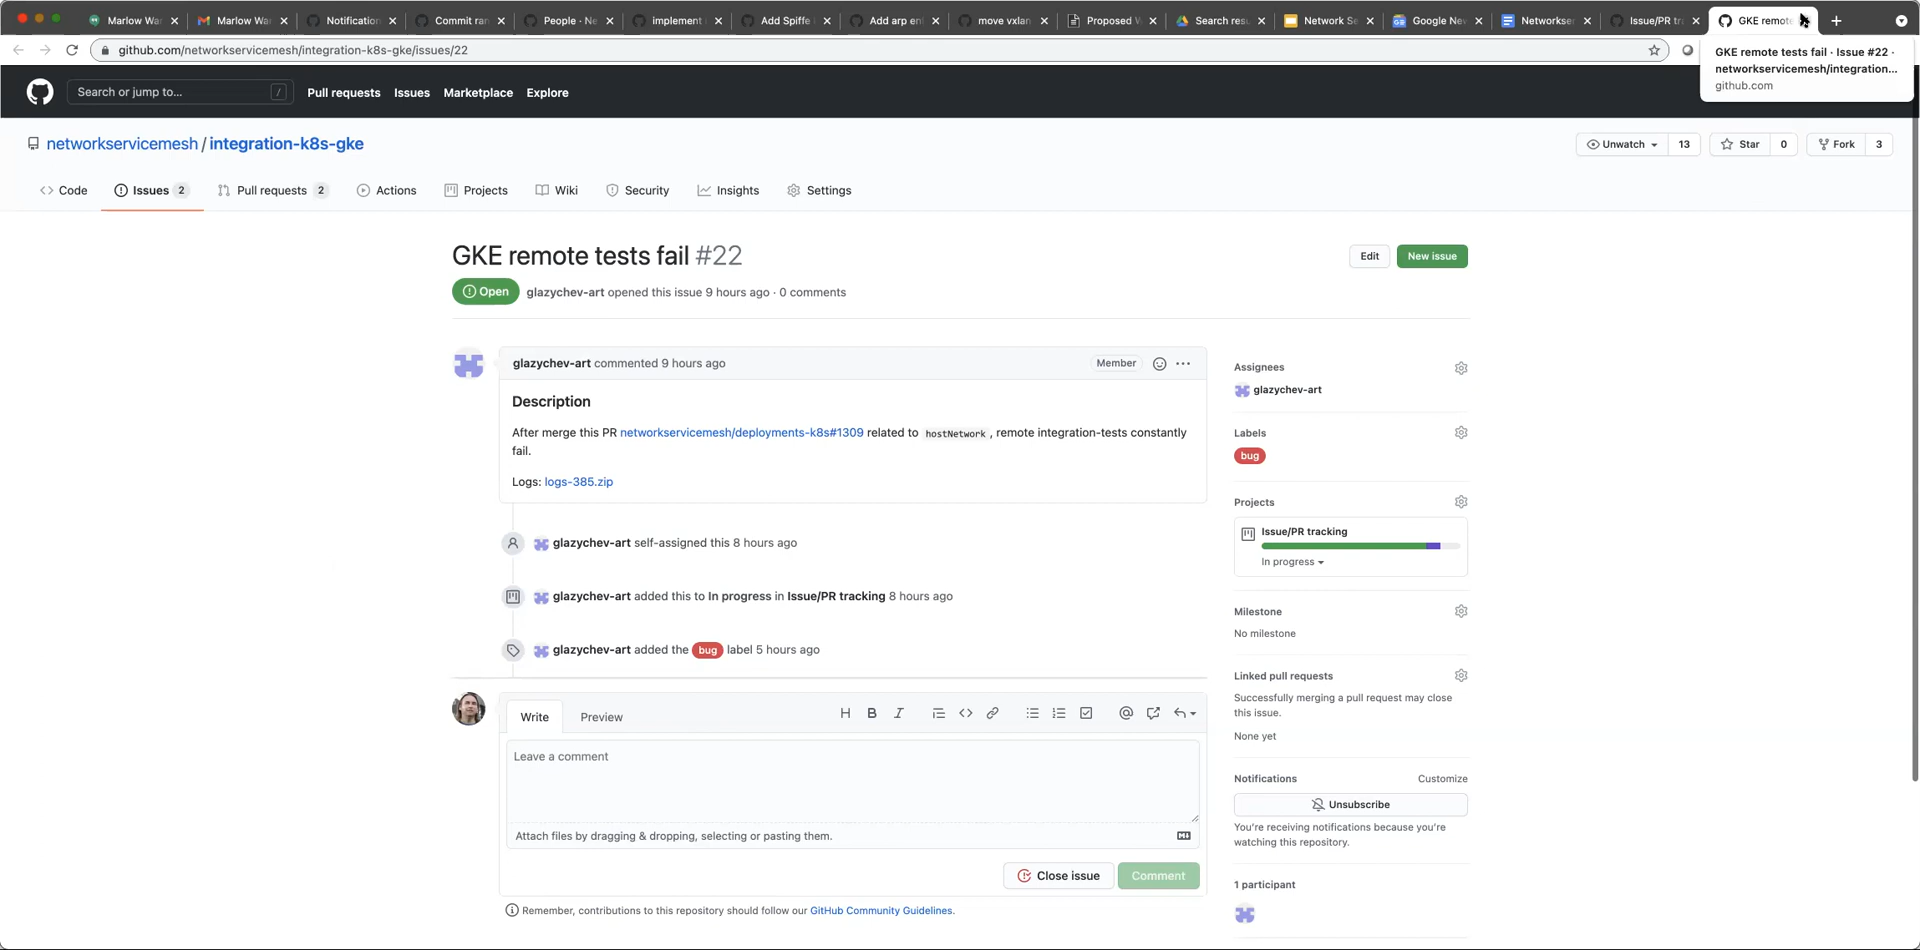 Marlow Wa
Marlow Wa
Notification
Commit ran
People · Ne
implement
Add Spiffe
Add arp en
move vxlan
Proposed V
Search resu
Network Se
Google Ne
Networkser
Issue/PR tr
GKE remote
github.com/networkservicemesh/integration-k8s-gke/issues/22
GKE remote tests fail · Issue #22 ·
networkservicemesh/integration...
github.com
Search or jump to...
/
Pull requests
Issues
Marketplace
Explore
networkservicemesh / integration-k8s-gke
Unwatch
13
Star
0
Fork
3
Code
Issues 2
Pull requests 2
Actions
Projects
Wiki
Security
Insights
Settings
GKE remote tests fail #22
Edit
New issue
Open
glazychev-art opened this issue 9 hours ago · 0 comments
glazychev-art commented 9 hours ago
Member
Description
After merge this PR networkservicemesh/deployments-k8s#1309 related to hostNetwork , remote integration-tests constantly
fail.
Logs: logs-385.zip
glazychev-art self-assigned this 8 hours ago
glazychev-art added this to In progress in Issue/PR tracking 8 hours ago
glazychev-art added the bug label 5 hours ago
Write
Preview
Leave a comment
Attach files by dragging & dropping, selecting or pasting them.
Close issue
Comment
Remember, contributions to this repository should follow our GitHub Community Guidelines.
Assignees
glazychev-art
Labels
bug
Projects
Issue/PR tracking
In progress
Milestone
No milestone
Linked pull requests
Successfully merging a pull request may close
this issue.
None yet
Notifications
Customize
Unsubscribe
You're receiving notifications because you're
watching this repository.
1 participant